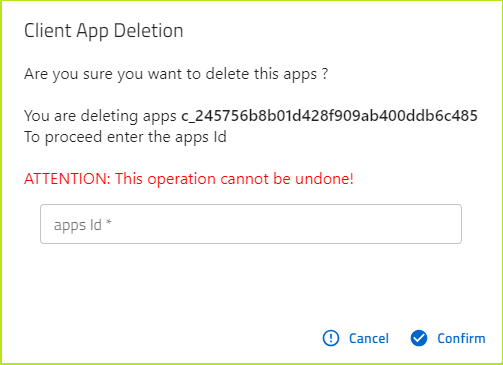 Client App Deletion
Are you sure you want to delete this apps ?
You are deleting apps c_245756b8b01d428f909ab400ddb6c485
To proceed enter the apps Id
ATTENTION: This operation cannot be undone!
apps Id *
Cancel Confirm